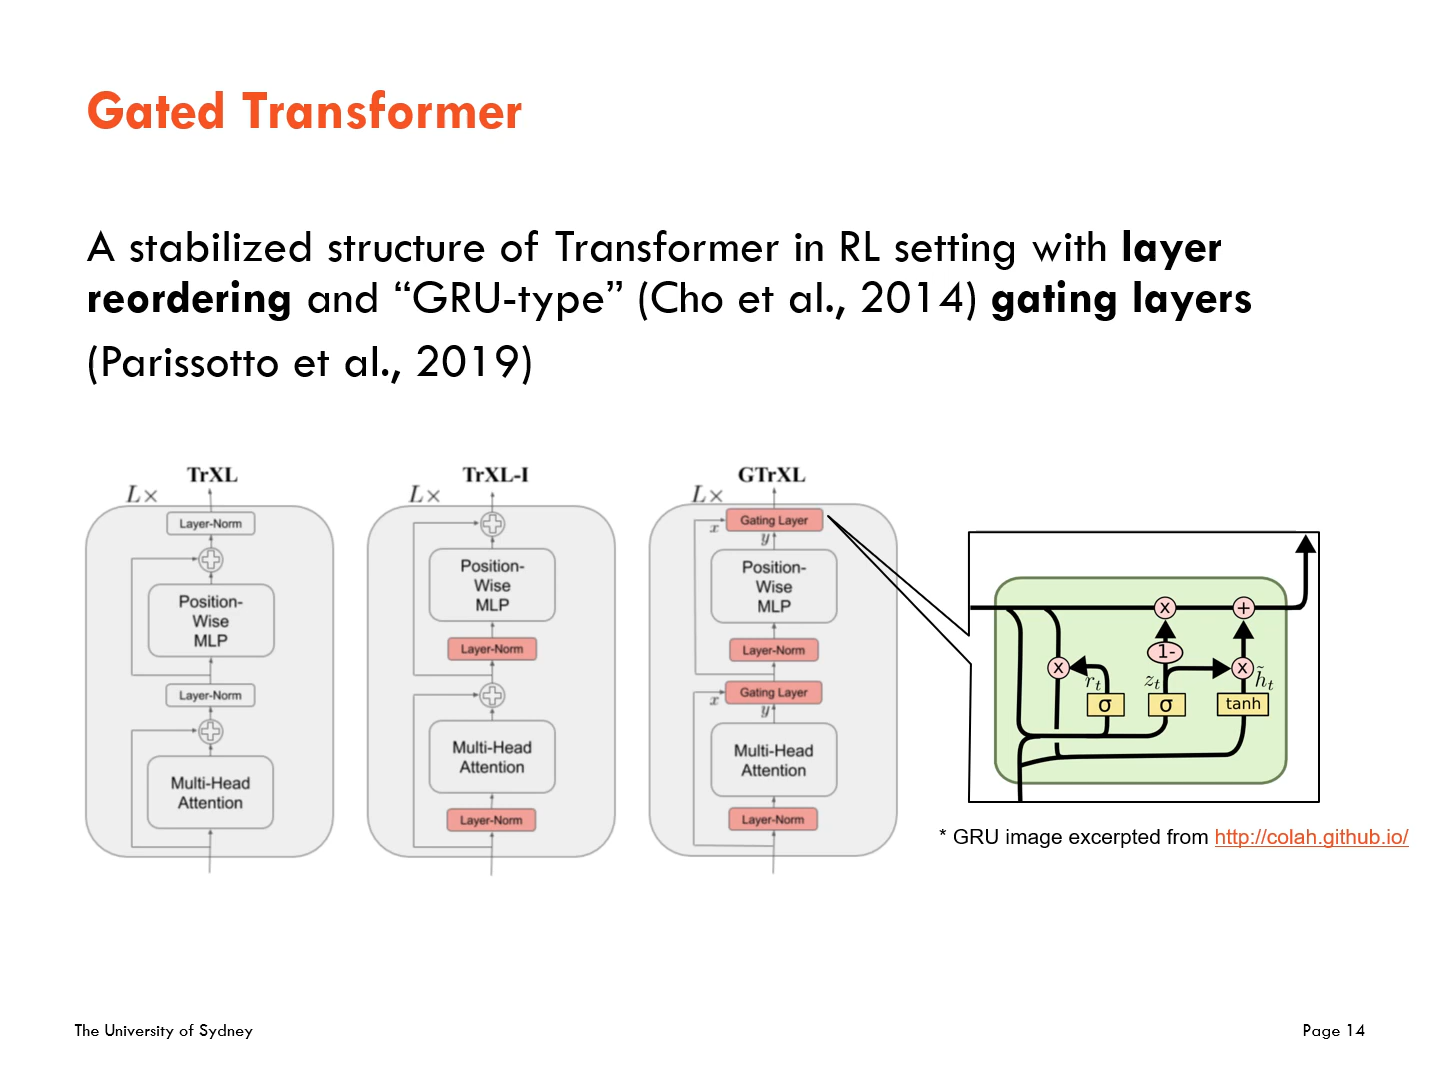 Gated Transformer
A stabilized structure of Transformer in RL setting with layer
reordering and “GRU-type” (Cho et al., 2014) gating layers
(Parissotto et al., 2019)
TrXL
L×
Layer-Norm
Position-
Wise
MLP
Layer-Norm
Multi-Head
Attention
TrXL-I
L×
Position-
Wise
MLP
Layer-Norm
Multi-Head
Attention
Layer-Norm
GTrXL
L×
Gating Layer
x
y
Position-
Wise
MLP
Layer-Norm
Gating Layer
x
y
Multi-Head
Attention
Layer-Norm
x
+
1-
x
r_t
z_t
x
h̃_t
σ
σ
tanh
* GRU image excerpted from http://colah.github.io/
The University of Sydney
Page 14